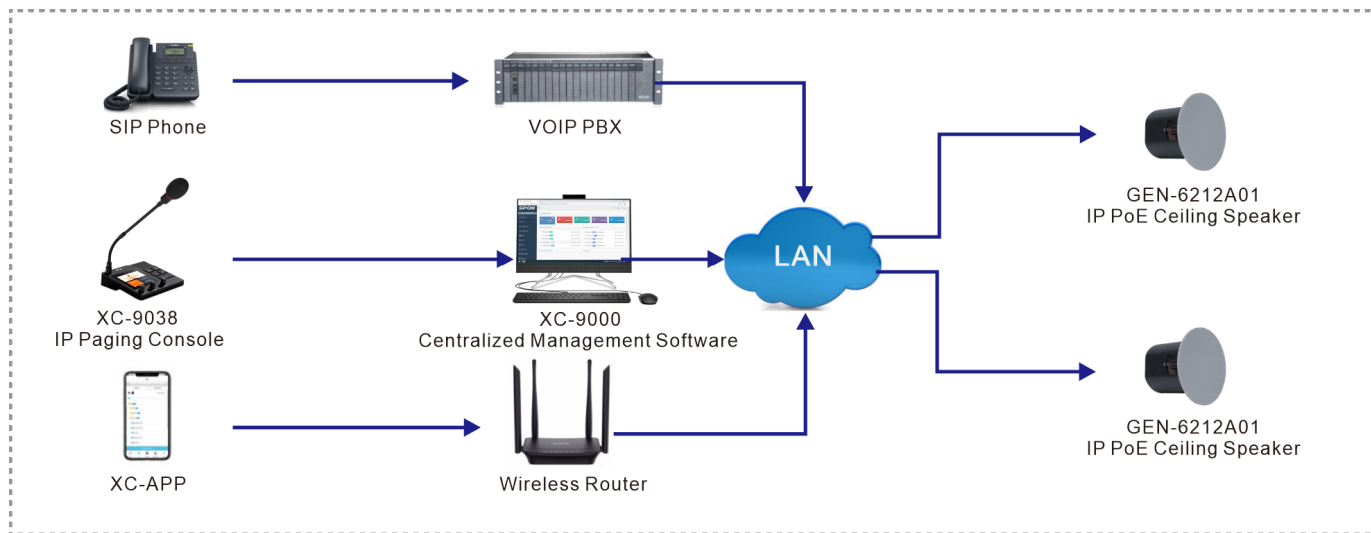 SIP Phone
VOIP PBX
GEN-6212A01
IP PoE Ceiling Speaker
SPON
LAN
XC-9038
IP Paging Console
XC-9000
Centralized Management Software
GEN-6212A01
IP PoE Ceiling Speaker
XC-APP
Wireless Router